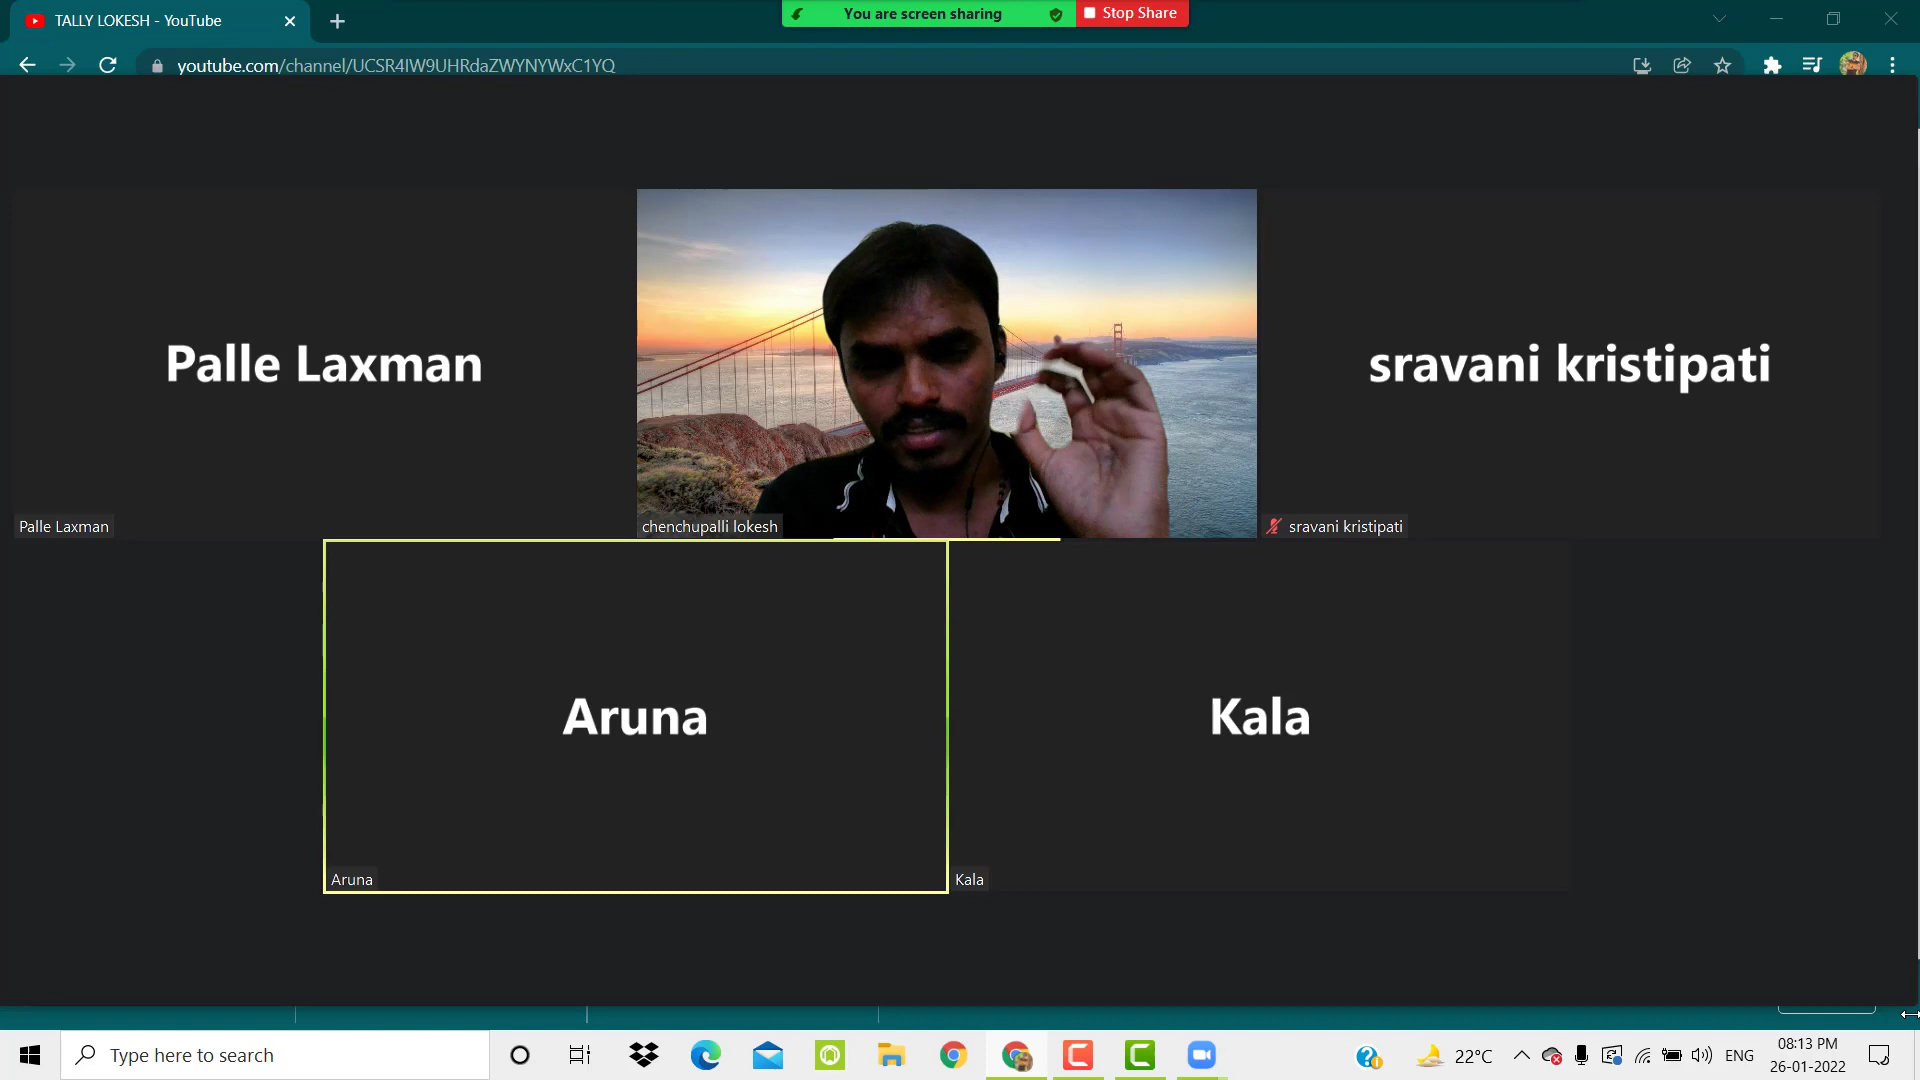 TALLY LOKESH - YouTube
You are screen sharing
Stop Share
youtube.com/channel/UCSR4IW9UHRdaZWYNYWxC1YQ
Palle Laxman
sravani kristipati
Palle Laxman
chenchupalli lokesh
sravani kristipati
Aruna
Kala
Aruna
Kala
Type here to search
22°C
ENG
08:13 PM
26-01-2022